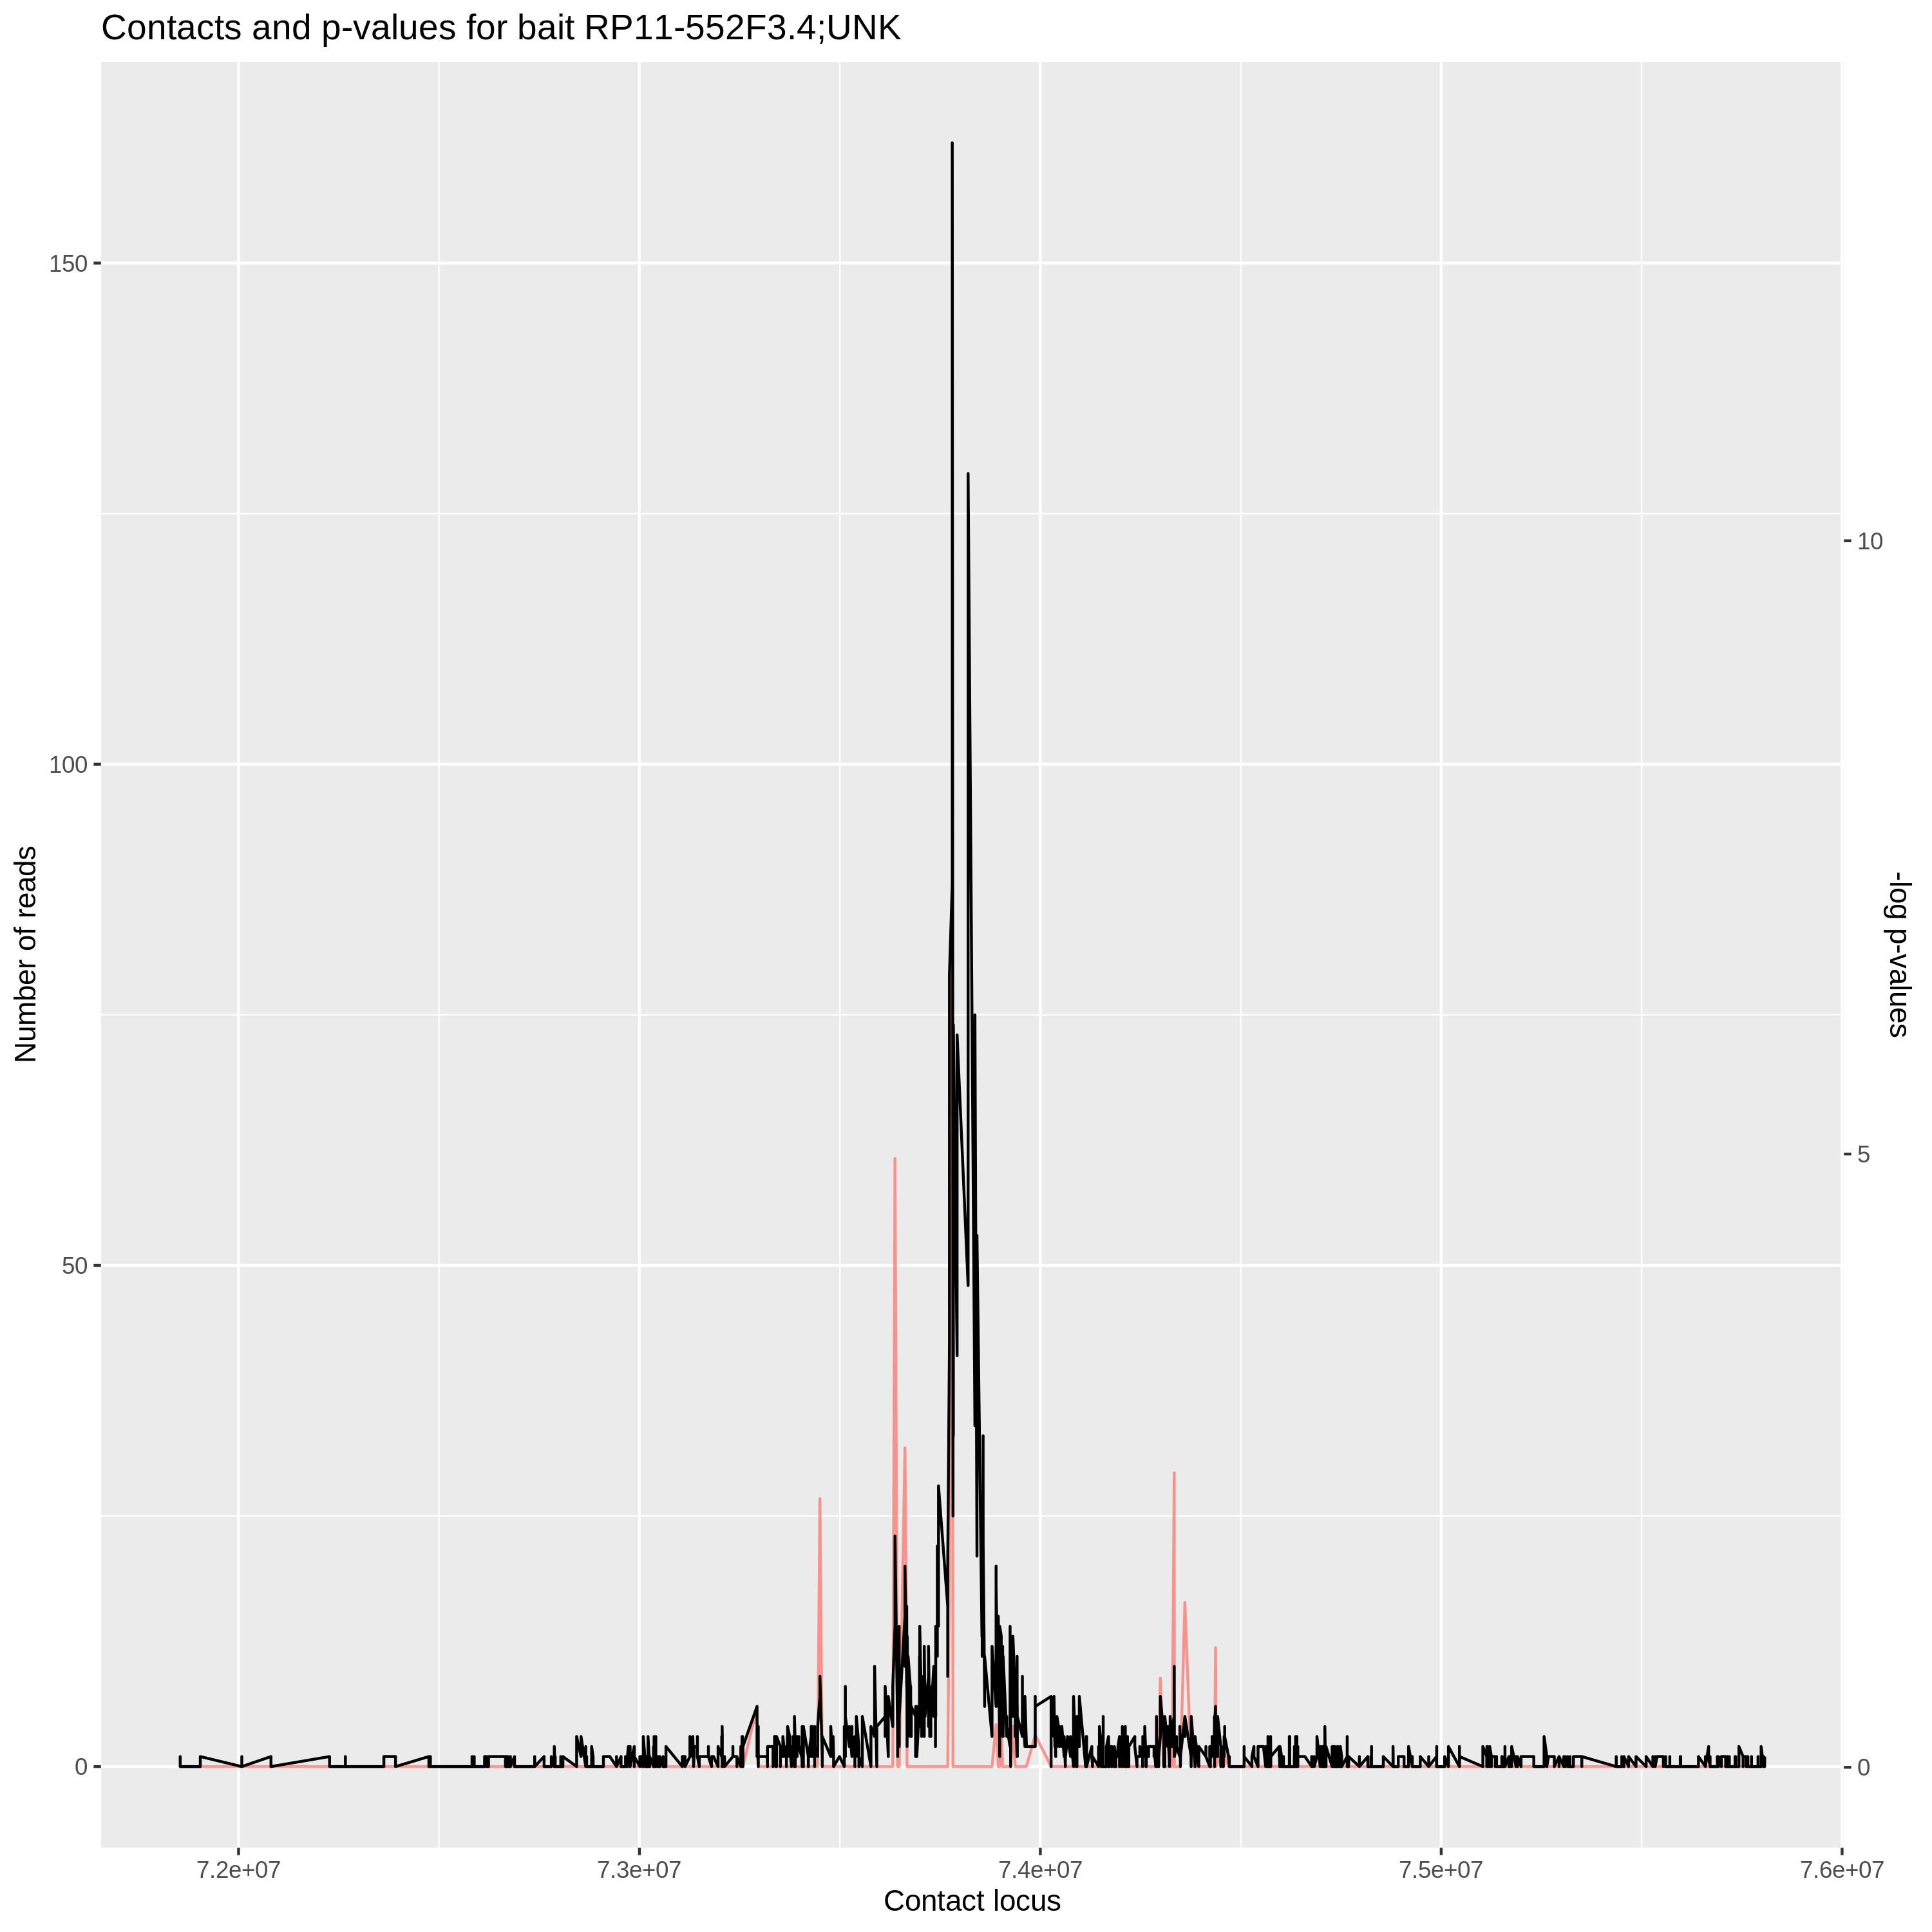 Contacts and p-values for bait RP11-552F3.4;UNK
150
100
50
0
Number of reads
10
5
0
-log p-values
7.2e+07
7.3e+07
7.4e+07
7.5e+07
7.6e+07
Contact locus